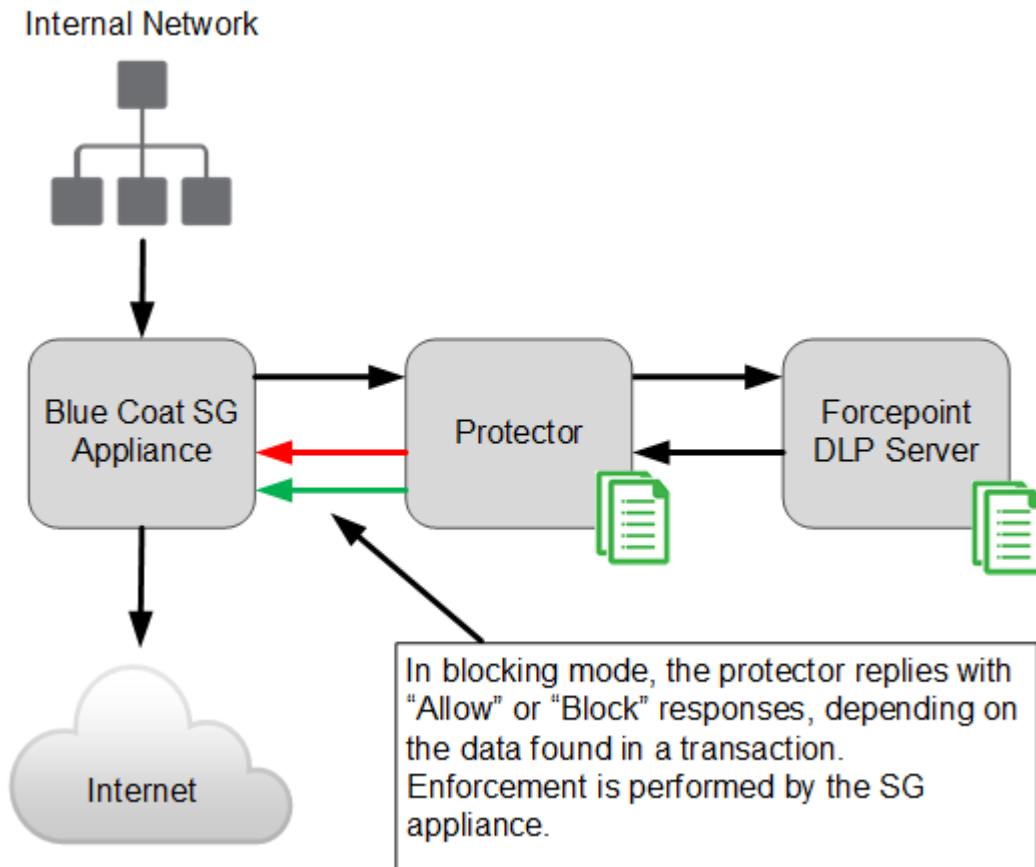 Internal Network
Blue Coat SG
Appliance
Protector
Forcepoint
DLP Server
In blocking mode, the protector replies with
“Allow” or “Block” responses, depending on
the data found in a transaction.
Enforcement is performed by the SG
appliance.
Internet